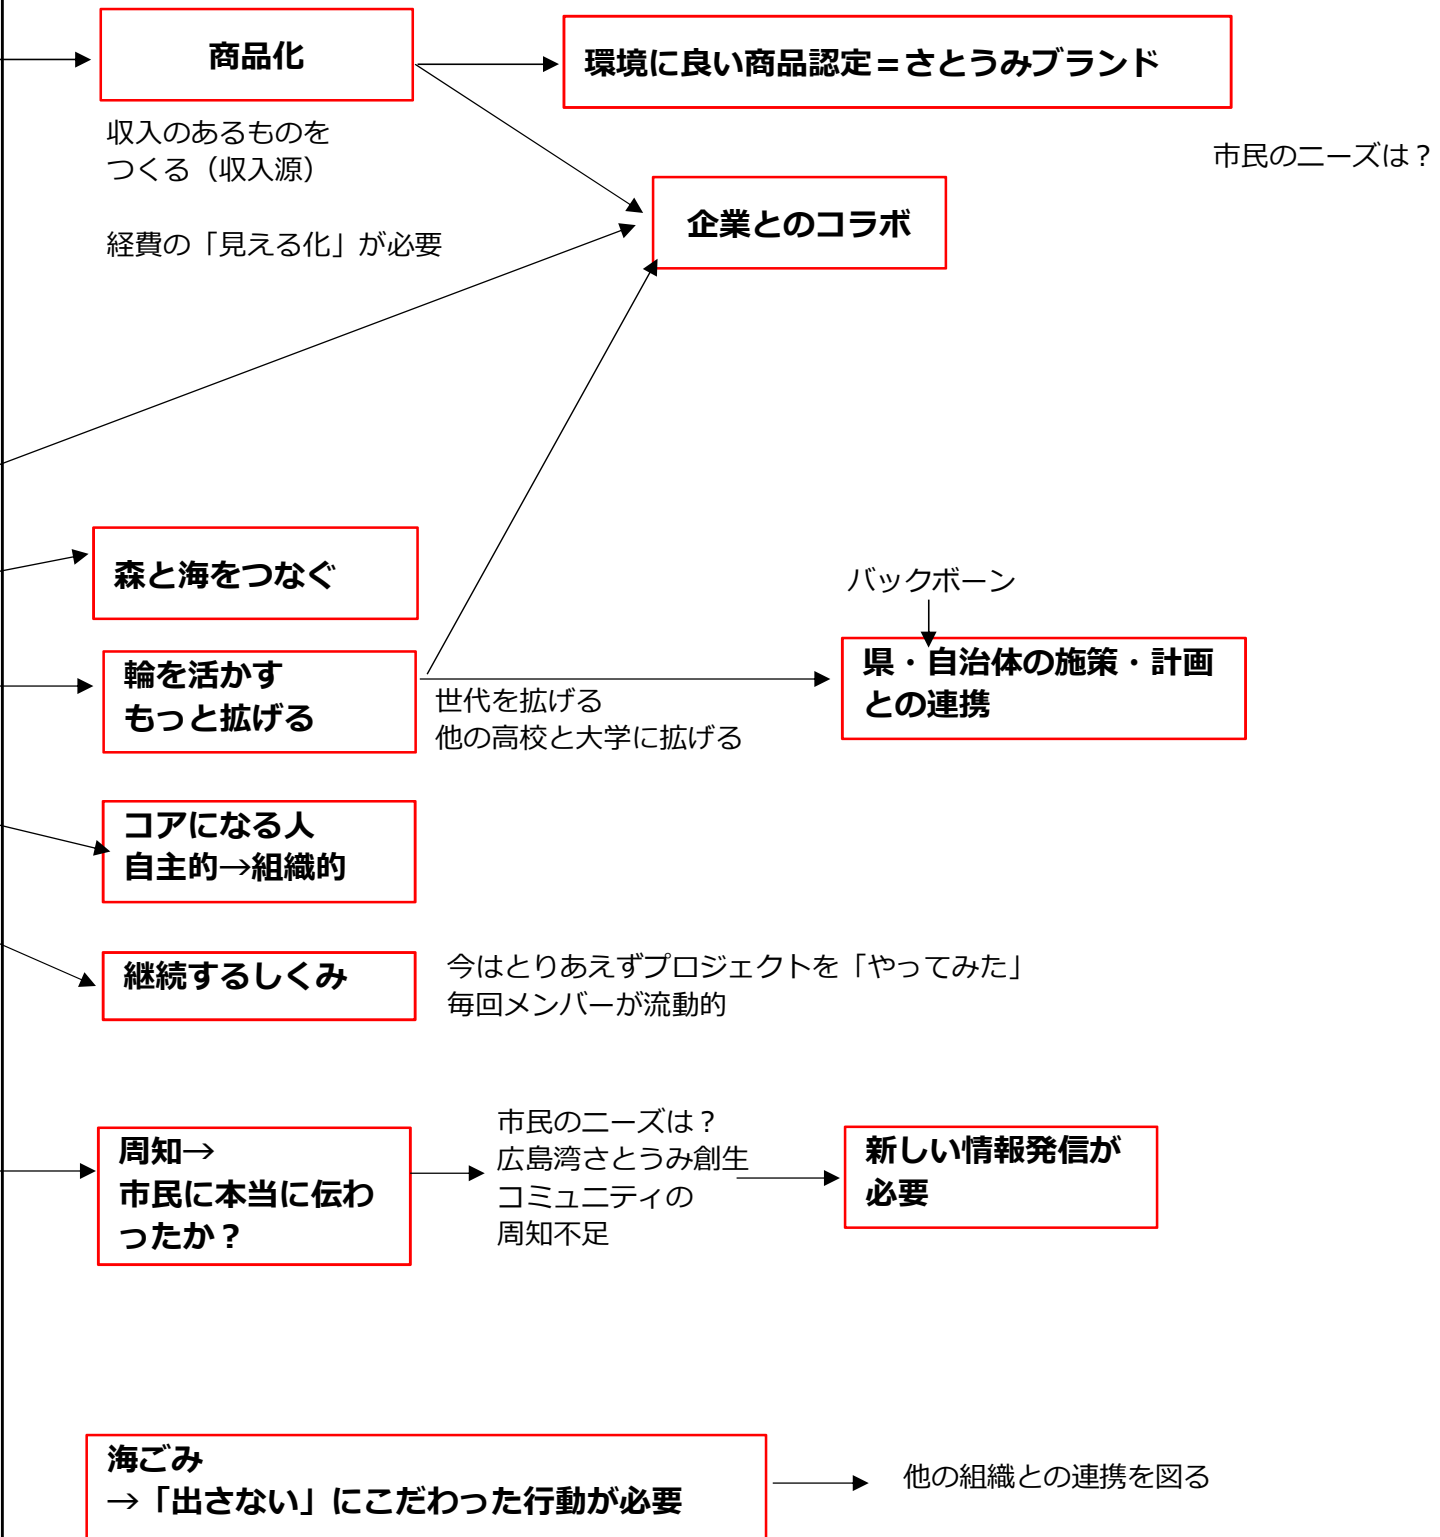 商品化
環境に良い商品認定＝さとうみブランド
収入のあるものを
つくる（収入源）
市民のニーズは？
経費の「見える化」が必要
企業とのコラボ
森と海をつなぐ
バックボーン
輪を活かす
もっと拡げる
世代を拡げる
他の高校と大学に拡げる
県・自治体の施策・計画
との連携
コアになる人
自主的→組織的
継続するしくみ
今はとりあえずプロジェクトを「やってみた」
毎回メンバーが流動的
周知→
市民に本当に伝わ
ったか？
市民のニーズは？
広島湾さとうみ創生
コミュニティの
周知不足
新しい情報発信が
必要
海ごみ
→「出さない」にこだわった行動が必要
他の組織との連携を図る